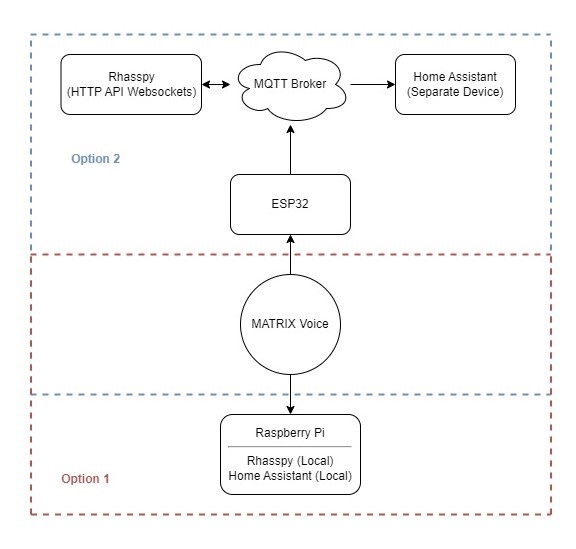 Rhasspy
(HTTP API Websockets)
MQTT Broker
Home Assistant
(Separate Device)
Option 2
ESP32
MATRIX Voice
Raspberry Pi
Rhasspy (Local)
Home Assistant (Local)
Option 1